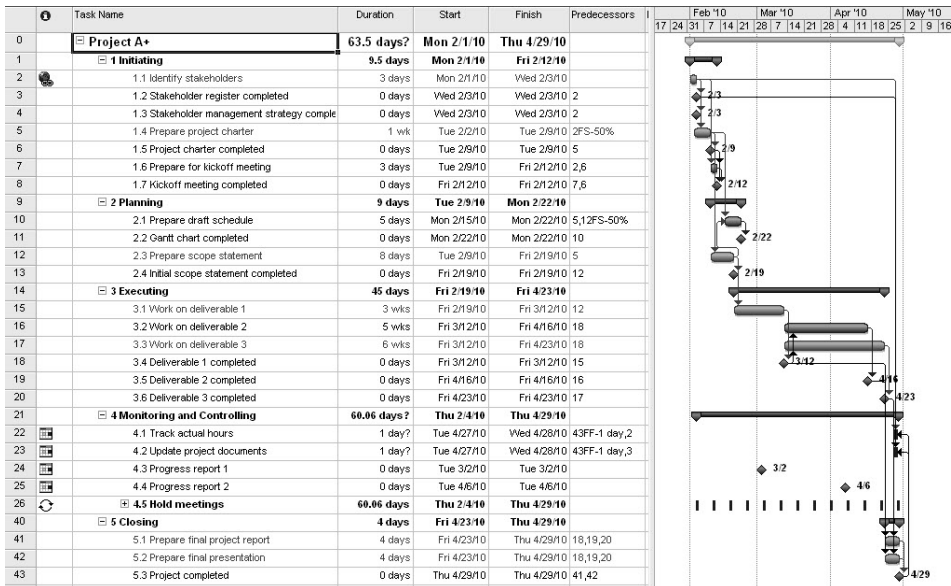 Task Name Duration Start Finish Predecessors Feb '10 Mar '10 Apr '10 May '10
17 24 31 7 14 21 28 7 14 21 28 4 11 18 25 2 9 16
0 Project A+ 63.5 days? Mon 2/1/10 Thu 4/29/10
1 1 Initiating 9.5 days Mon 2/1/10 Fri 2/12/10
2 1.1 Identify stakeholders 3 days Mon 2/1/10 Wed 2/3/10
3 1.2 Stakeholder register completed 0 days Wed 2/3/10 Wed 2/3/10 2 2/3
4 1.3 Stakeholder management strategy comple 0 days Wed 2/3/10 Wed 2/3/10 2 2/3
5 1.4 Prepare project charter 1 wk Tue 2/2/10 Tue 2/9/10 2FS-50%
6 1.5 Project charter completed 0 days Tue 2/9/10 Tue 2/9/10 5 2/9
7 1.6 Prepare for kickoff meeting 3 days Tue 2/9/10 Fri 2/12/10 2,6
8 1.7 Kickoff meeting completed 0 days Fri 2/12/10 Fri 2/12/10 7,6 2/12
9 2 Planning 9 days Tue 2/9/10 Mon 2/22/10
10 2.1 Prepare draft schedule 5 days Mon 2/15/10 Mon 2/22/10 5,12FS-50%
11 2.2 Gantt chart completed 0 days Mon 2/22/10 Mon 2/22/10 10 2/22
12 2.3 Prepare scope statement 8 days Tue 2/9/10 Fri 2/19/10 5
13 2.4 Initial scope statement completed 0 days Fri 2/19/10 Fri 2/19/10 12 2/19
14 3 Executing 45 days Fri 2/19/10 Fri 4/23/10
15 3.1 Work on deliverable 1 3 wks Fri 2/19/10 Fri 3/12/10 12
16 3.2 Work on deliverable 2 5 wks Fri 3/12/10 Fri 4/16/10 18
17 3.3 Work on deliverable 3 6 wks Fri 3/12/10 Fri 4/23/10 18
18 3.4 Deliverable 1 completed 0 days Fri 3/12/10 Fri 3/12/10 15 3/12
19 3.5 Deliverable 2 completed 0 days Fri 4/16/10 Fri 4/16/10 16 4/16
20 3.6 Deliverable 3 completed 0 days Fri 4/23/10 Fri 4/23/10 17 4/23
21 4 Monitoring and Controlling 60.06 days? Thu 2/4/10 Thu 4/29/10
22 4.1 Track actual hours 1 day? Tue 4/27/10 Wed 4/28/10 43FF-1 day,2
23 4.2 Update project documents 1 day? Tue 4/27/10 Wed 4/28/10 43FF-1 day,3
24 4.3 Progress report 1 0 days Tue 3/2/10 Tue 3/2/10 3/2
25 4.4 Progress report 2 0 days Tue 4/6/10 Tue 4/6/10 4/6
26 4.5 Hold meetings 60.06 days Thu 2/4/10 Thu 4/29/10
40 5 Closing 4 days Fri 4/23/10 Thu 4/29/10
41 5.1 Prepare final project report 4 days Fri 4/23/10 Thu 4/29/10 18,19,20
42 5.2 Prepare final presentation 4 days Fri 4/23/10 Thu 4/29/10 18,19,20
43 5.3 Project completed 0 days Thu 4/29/10 Thu 4/29/10 41,42 4/29